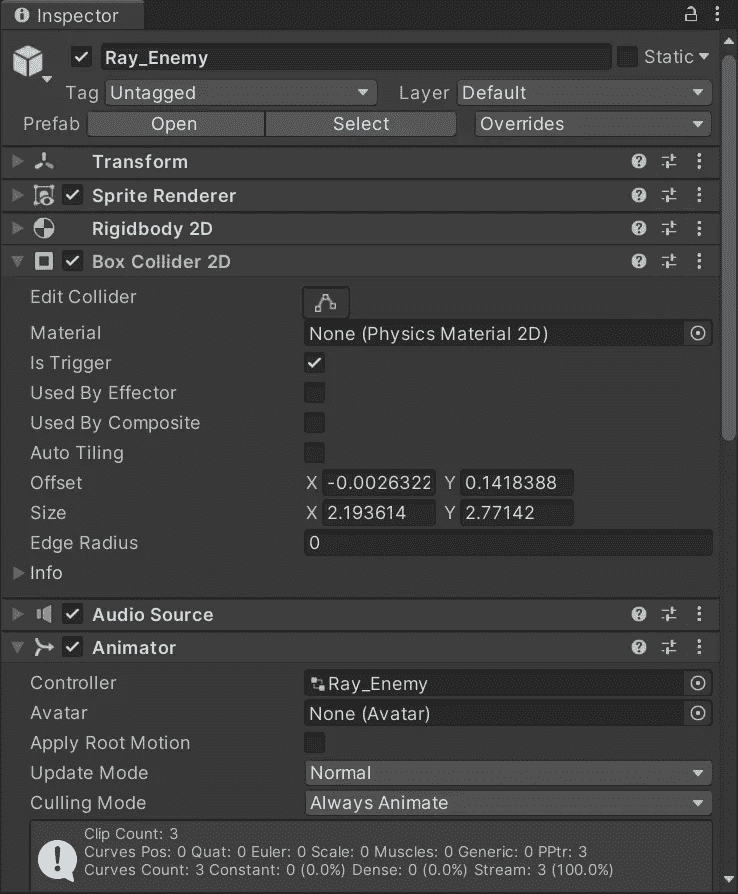 Inspector
Ray_Enemy Static
Tag Untagged Layer Default
Prefab Open Select Overrides
Transform
Sprite Renderer
Rigidbody 2D
Box Collider 2D
Edit Collider
Material None (Physics Material 2D)
Is Trigger
Used By Effector
Used By Composite
Auto Tiling
Offset X -0.0026322 Y 0.1418388
Size X 2.193614 Y 2.77142
Edge Radius 0
Info
Audio Source
Animator
Controller Ray_Enemy
Avatar None (Avatar)
Apply Root Motion
Update Mode Normal
Culling Mode Always Animate
Clip Count: 3
Curves Pos: 0 Quat: 0 Euler: 0 Scale: 0 Muscles: 0 Generic: 0 PPtr: 3
Curves Count: 3 Constant: 0 (0.0%) Dense: 0 (0.0%) Stream: 3 (100.0%)